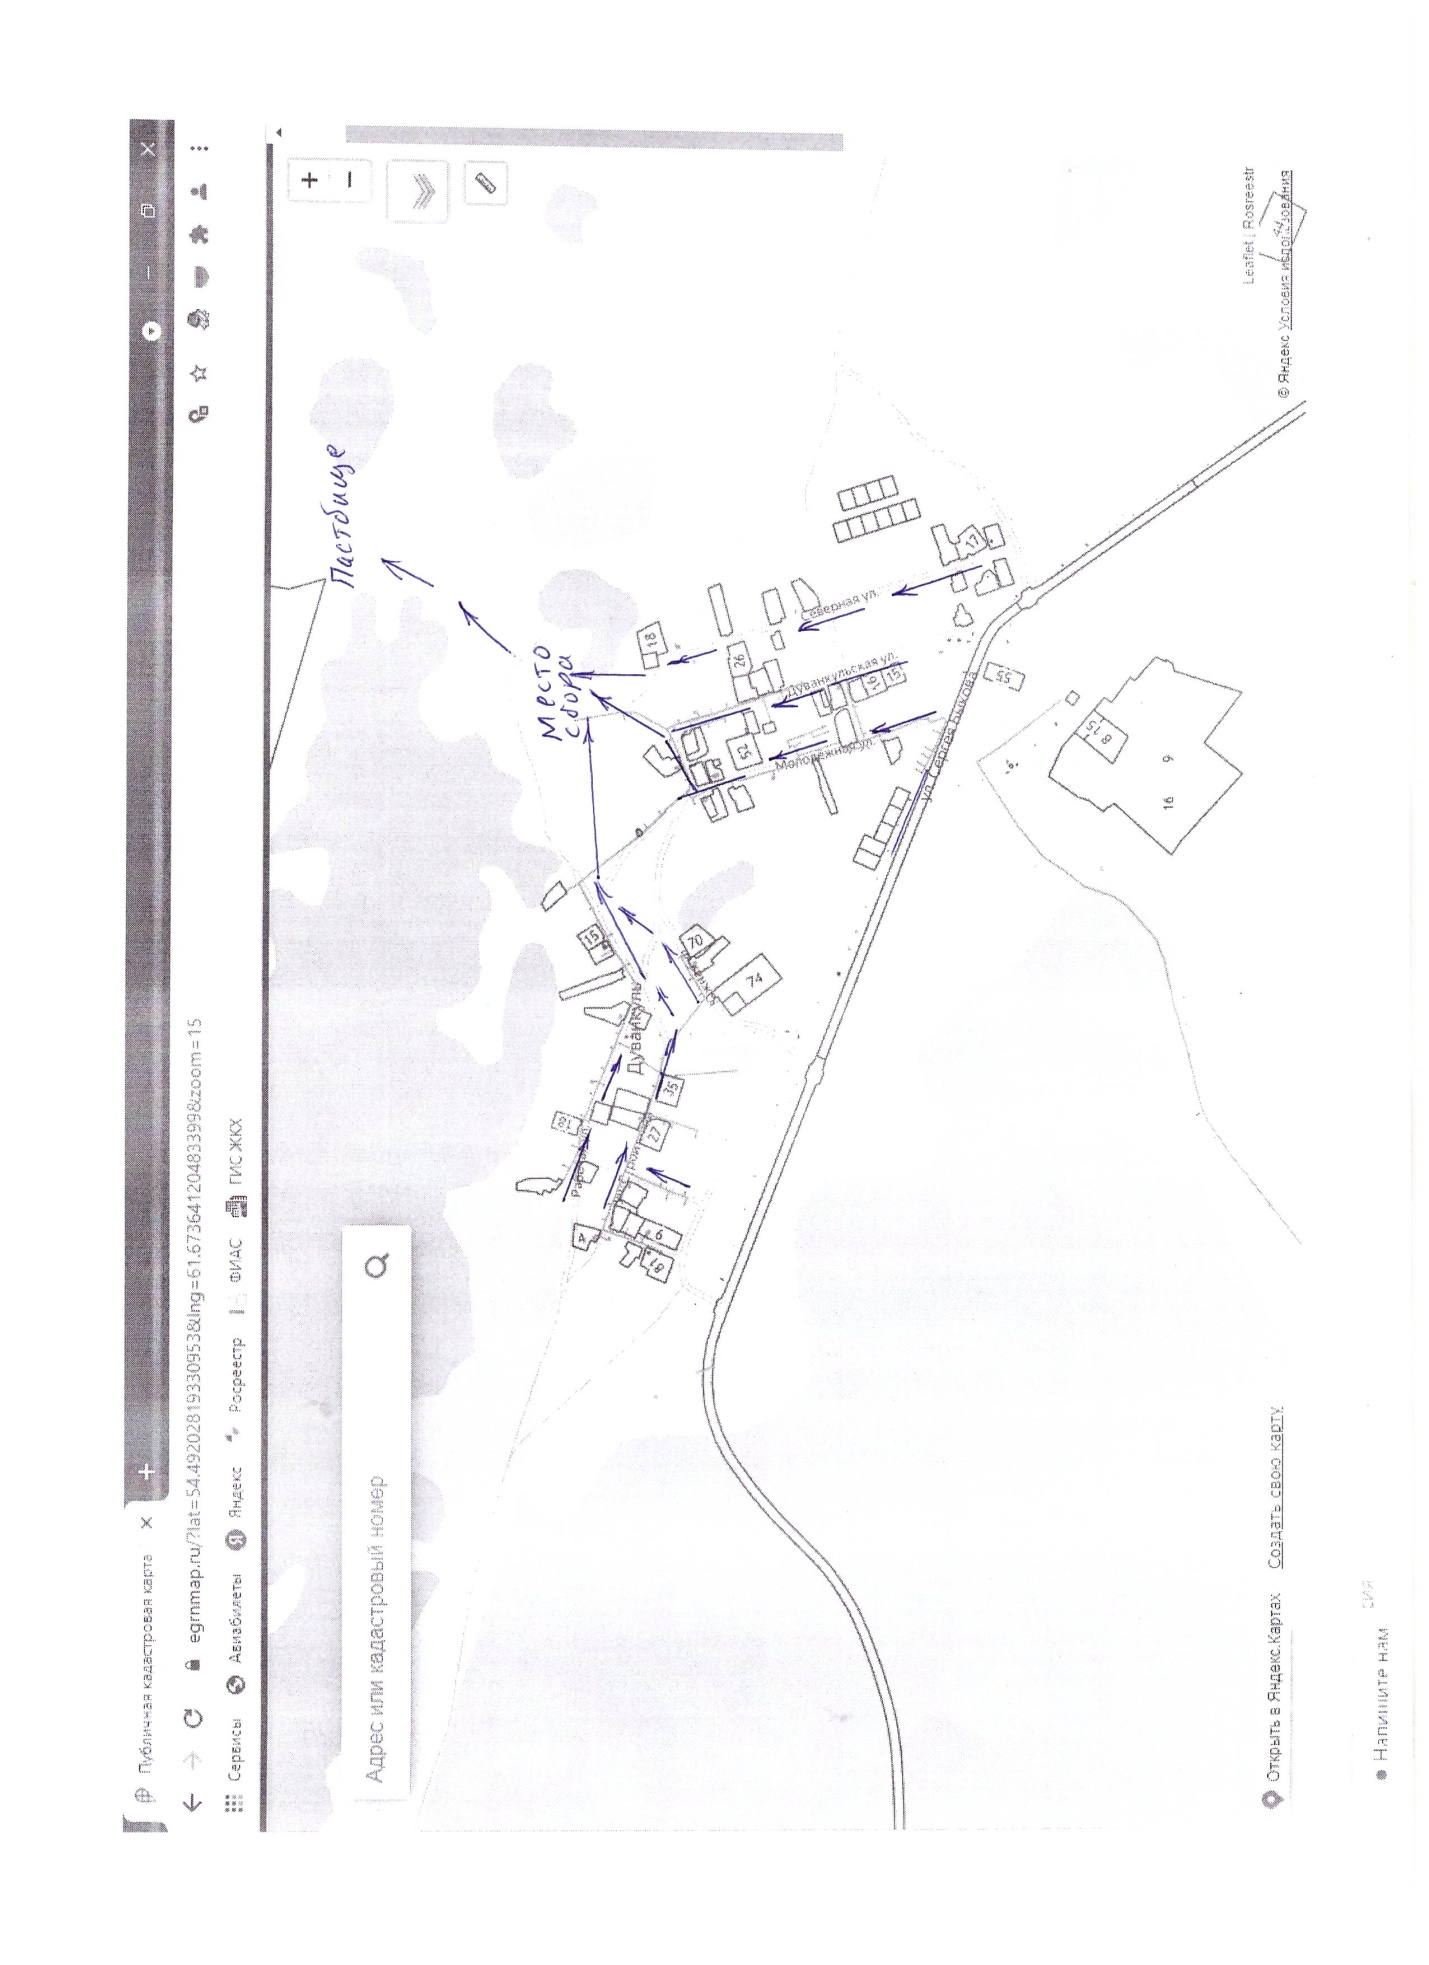 Публичная кадастровая карта
egrnmap.ru/?lat=54.49202819330953&lng=61.67364120483399&zoom=15
Сервисы
Авиабилеты
Яндекс
Росреестр
ФИАС
ГИС ЖКХ
Адрес или кадастровый номер
Пастбище
Место
сбора
18
26
Северная ул.
17
Дуванкульская ул.
16
15
52
Молодежная ул.
ул. Сергея Быкова
55
В 15
16
9
15
70
74
Дуванкуль
35
27
4
6
Leaflet | Rosreestr
© Яндекс Условия использования
Открыть в Яндекс.Картах
Создать свою карту
Напишите нам